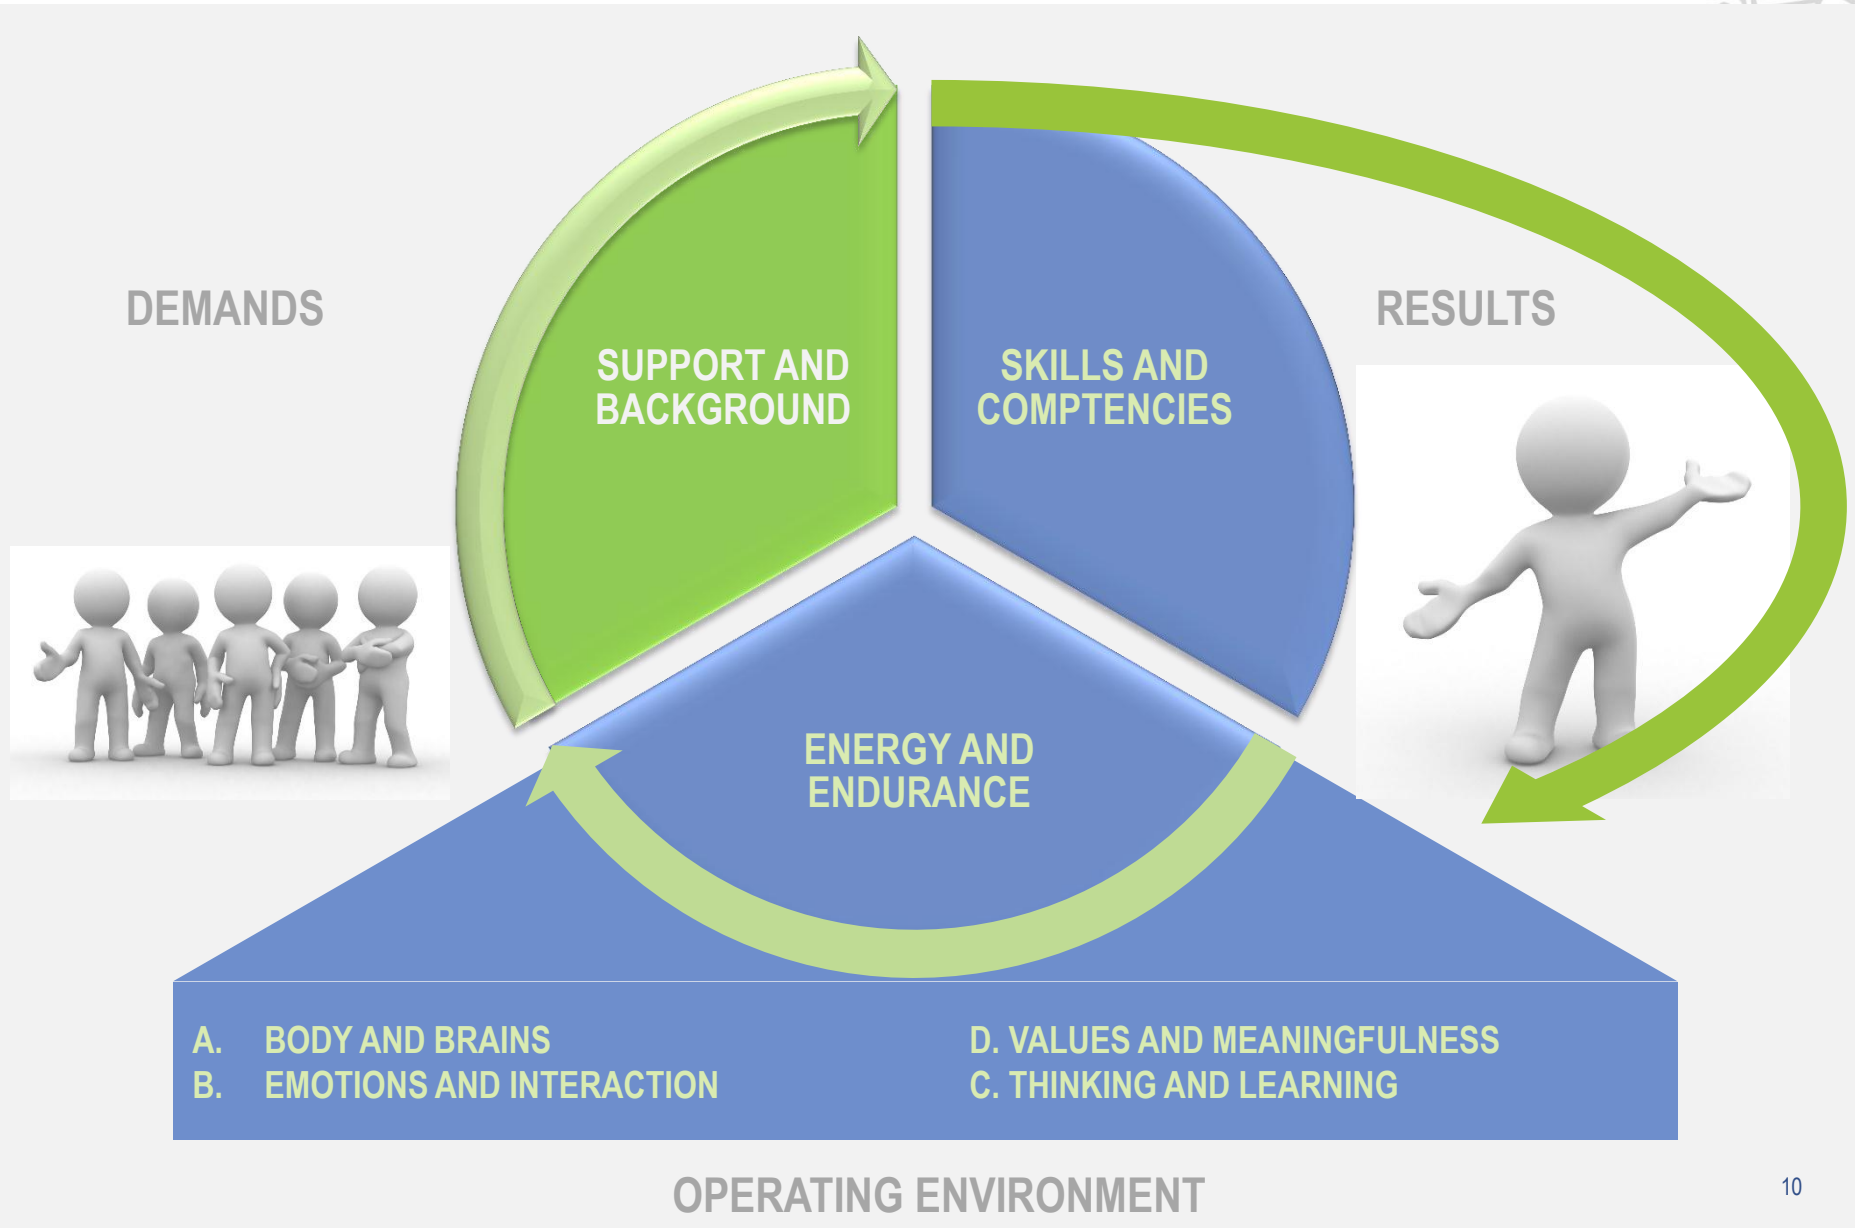 DEMANDS
RESULTS
SUPPORT AND
BACKGROUND
SKILLS AND
COMPTENCIES
ENERGY AND
ENDURANCE
A. BODY AND BRAINS
B. EMOTIONS AND INTERACTION
D. VALUES AND MEANINGFULNESS
C. THINKING AND LEARNING
OPERATING ENVIRONMENT
10